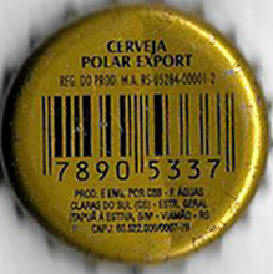 CERVEJA
POLAR EXPORT
REG. DO PROD. M.A. RS-05284-00001-2
7890 5337
PROD. E ENV. POR CBB - F. ÁGUAS
CLARAS DO SUL (GS) - ESTR. GERAL
ITAPUÃ À ESTIVA, S/Nº - VIAMÃO - RS